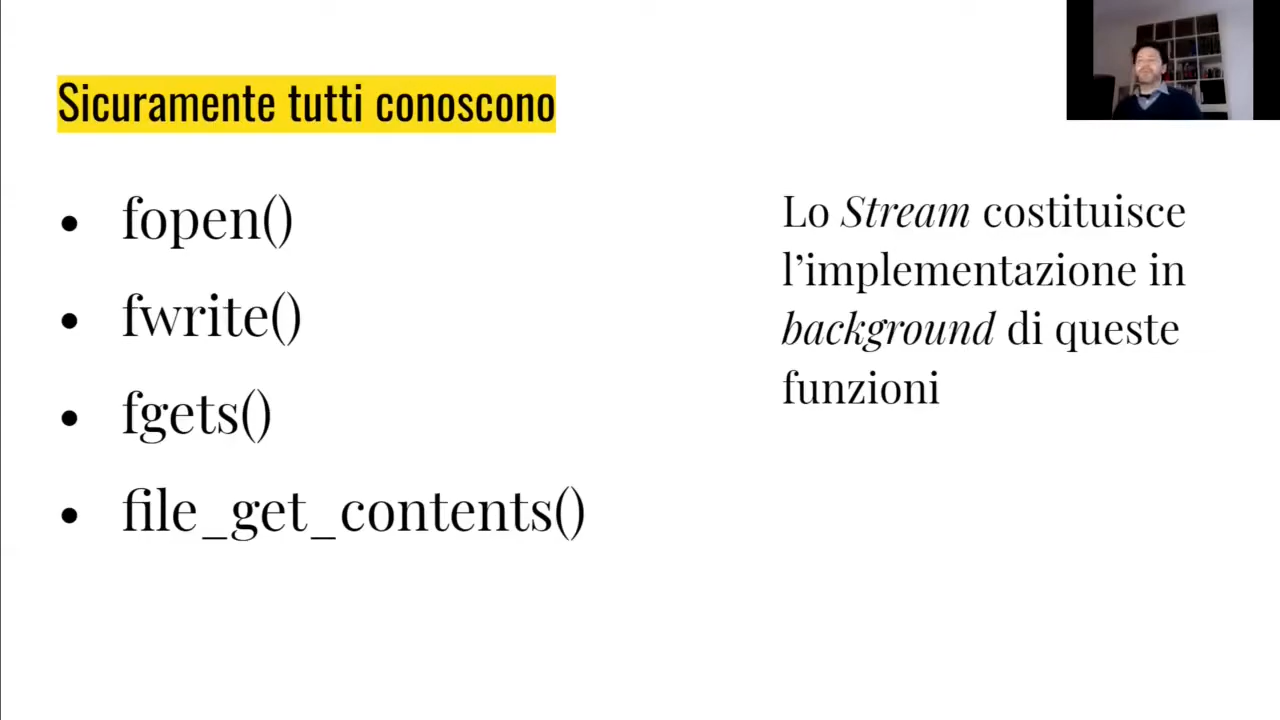 Sicuramente tutti conoscono
• fopen()
• fwrite()
• fgets()
• file_get_contents()
Lo Stream costituisce
l’implementazione in
background di queste
funzioni